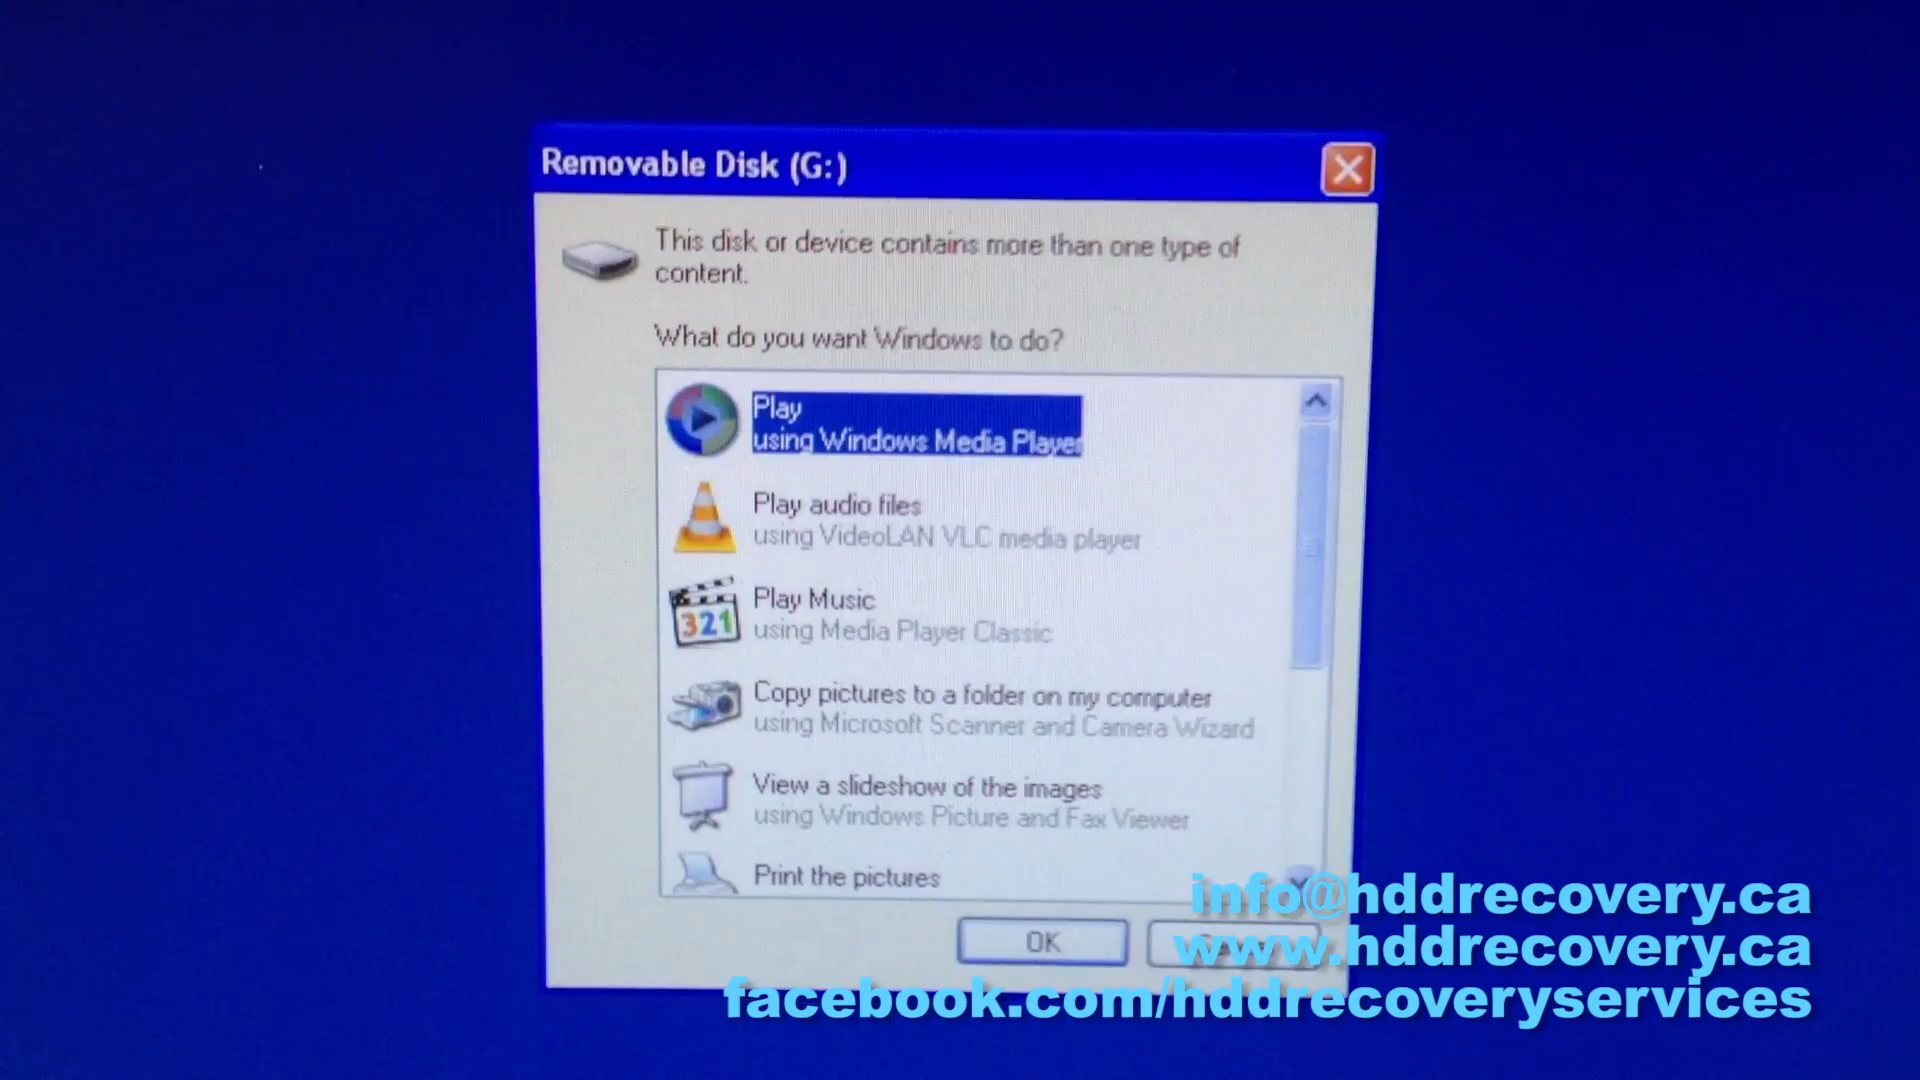 Removable Disk (G:)
This disk or device contains more than one type of
content.
What do you want Windows to do?
Play
using Windows Media Player
Play audio files
using VideoLAN VLC media player
321
Play Music
using Media Player Classic
Copy pictures to a folder on my computer
using Microsoft Scanner and Camera Wizard
View a slideshow of the images
using Windows Picture and Fax Viewer
Print the pictures
OK
info@hddrecovery.ca
www.hddrecovery.ca
facebook.com/hddrecoveryservices